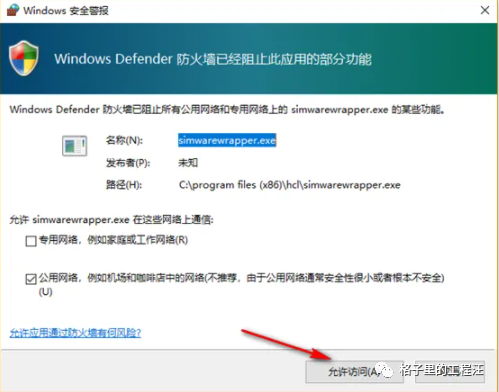 Windows 安全警报
Windows Defender 防火墙已经阻止此应用的部分功能
Windows Defender 防火墙已阻止所有公用网络和专用网络上的 simwarewrapper.exe 的某些功能。
名称(N): simwarewrapper.exe
发布者(P): 未知
路径(H): C:\program files (x86)\hcl\simwarewrapper.exe
允许 simwarewrapper.exe 在这些网络上通信:
专用网络，例如家庭或工作网络(R)
公用网络，例如机场和咖啡店中的网络(不推荐，由于公用网络通常安全性很小或者根本不安全)
(U)
允许应用通过防火墙有何风险?
允许访问(A)
格子里的工程汪